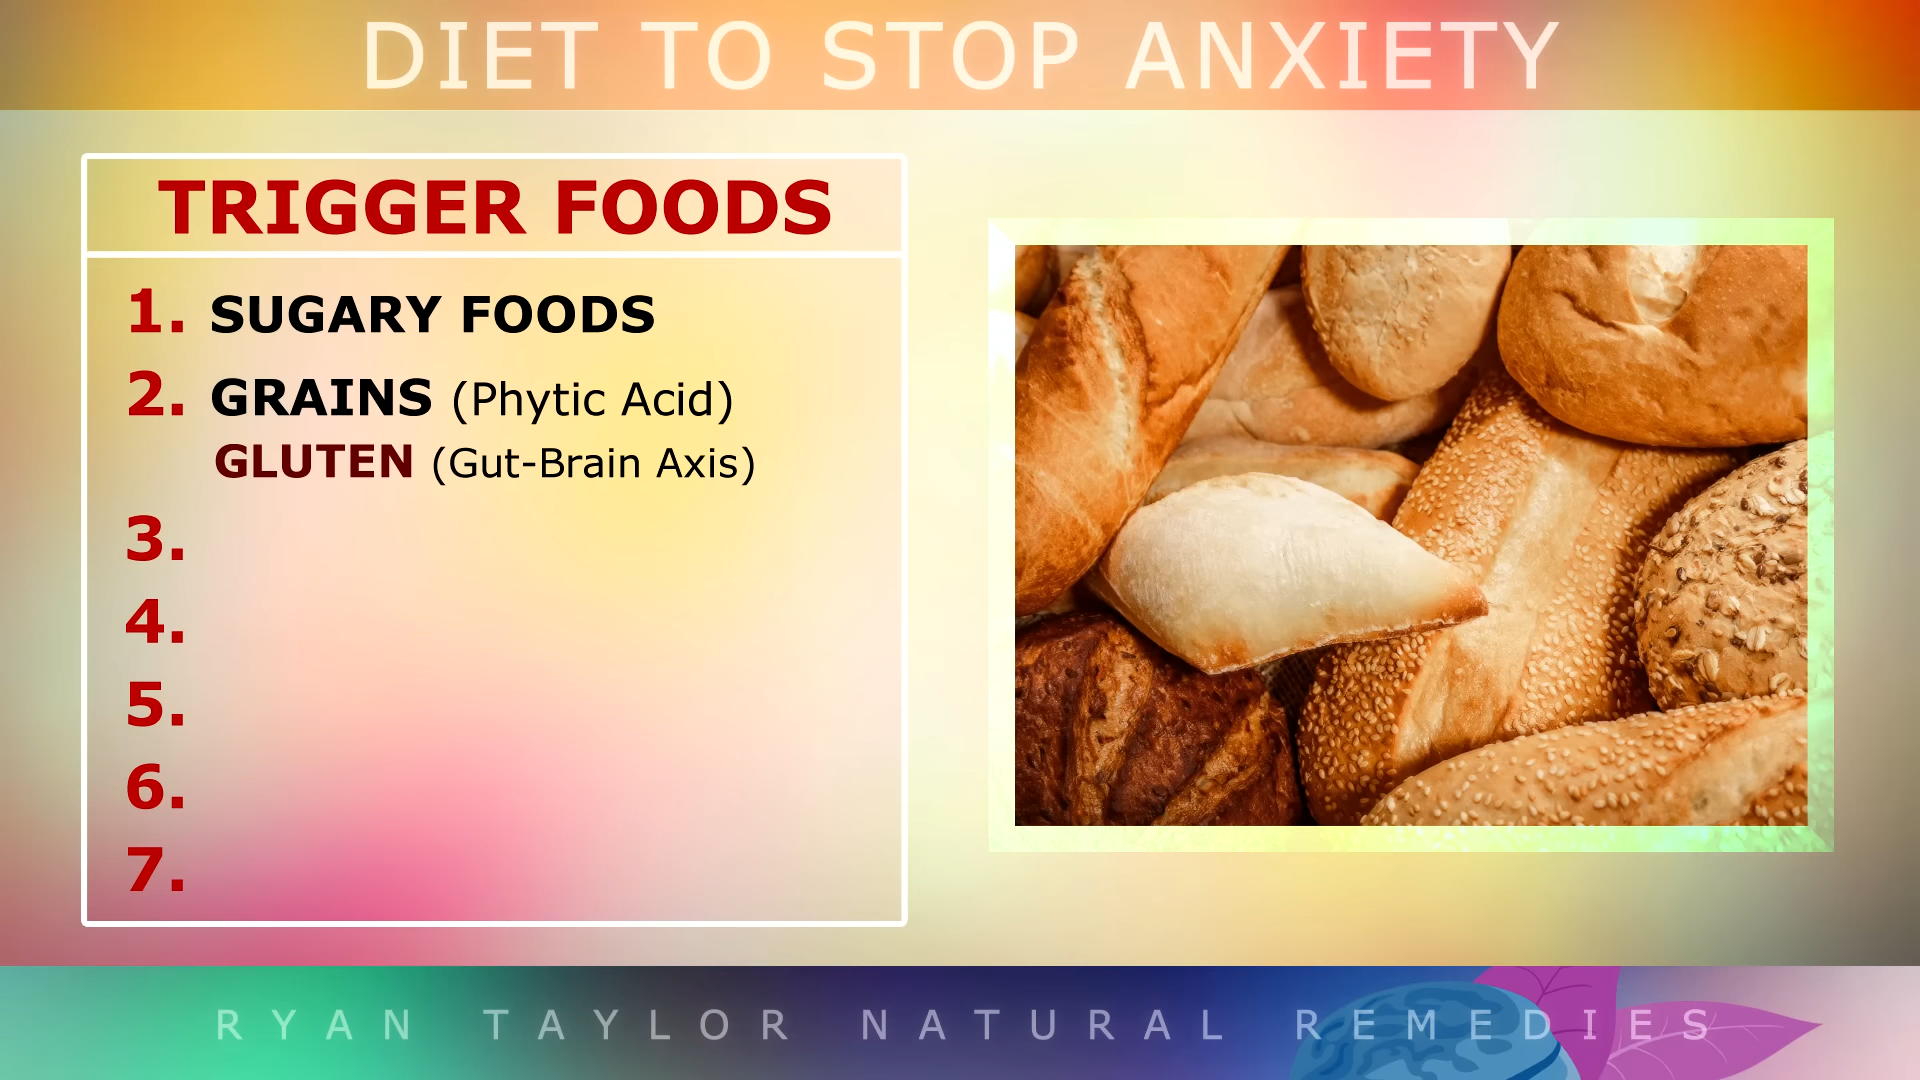 DIET TO STOP ANXIETY
TRIGGER FOODS
1. SUGARY FOODS
2. GRAINS (Phytic Acid)
GLUTEN (Gut-Brain Axis)
3.
4.
5.
6.
7.
RYAN TAYLOR NATURAL REMEDIES